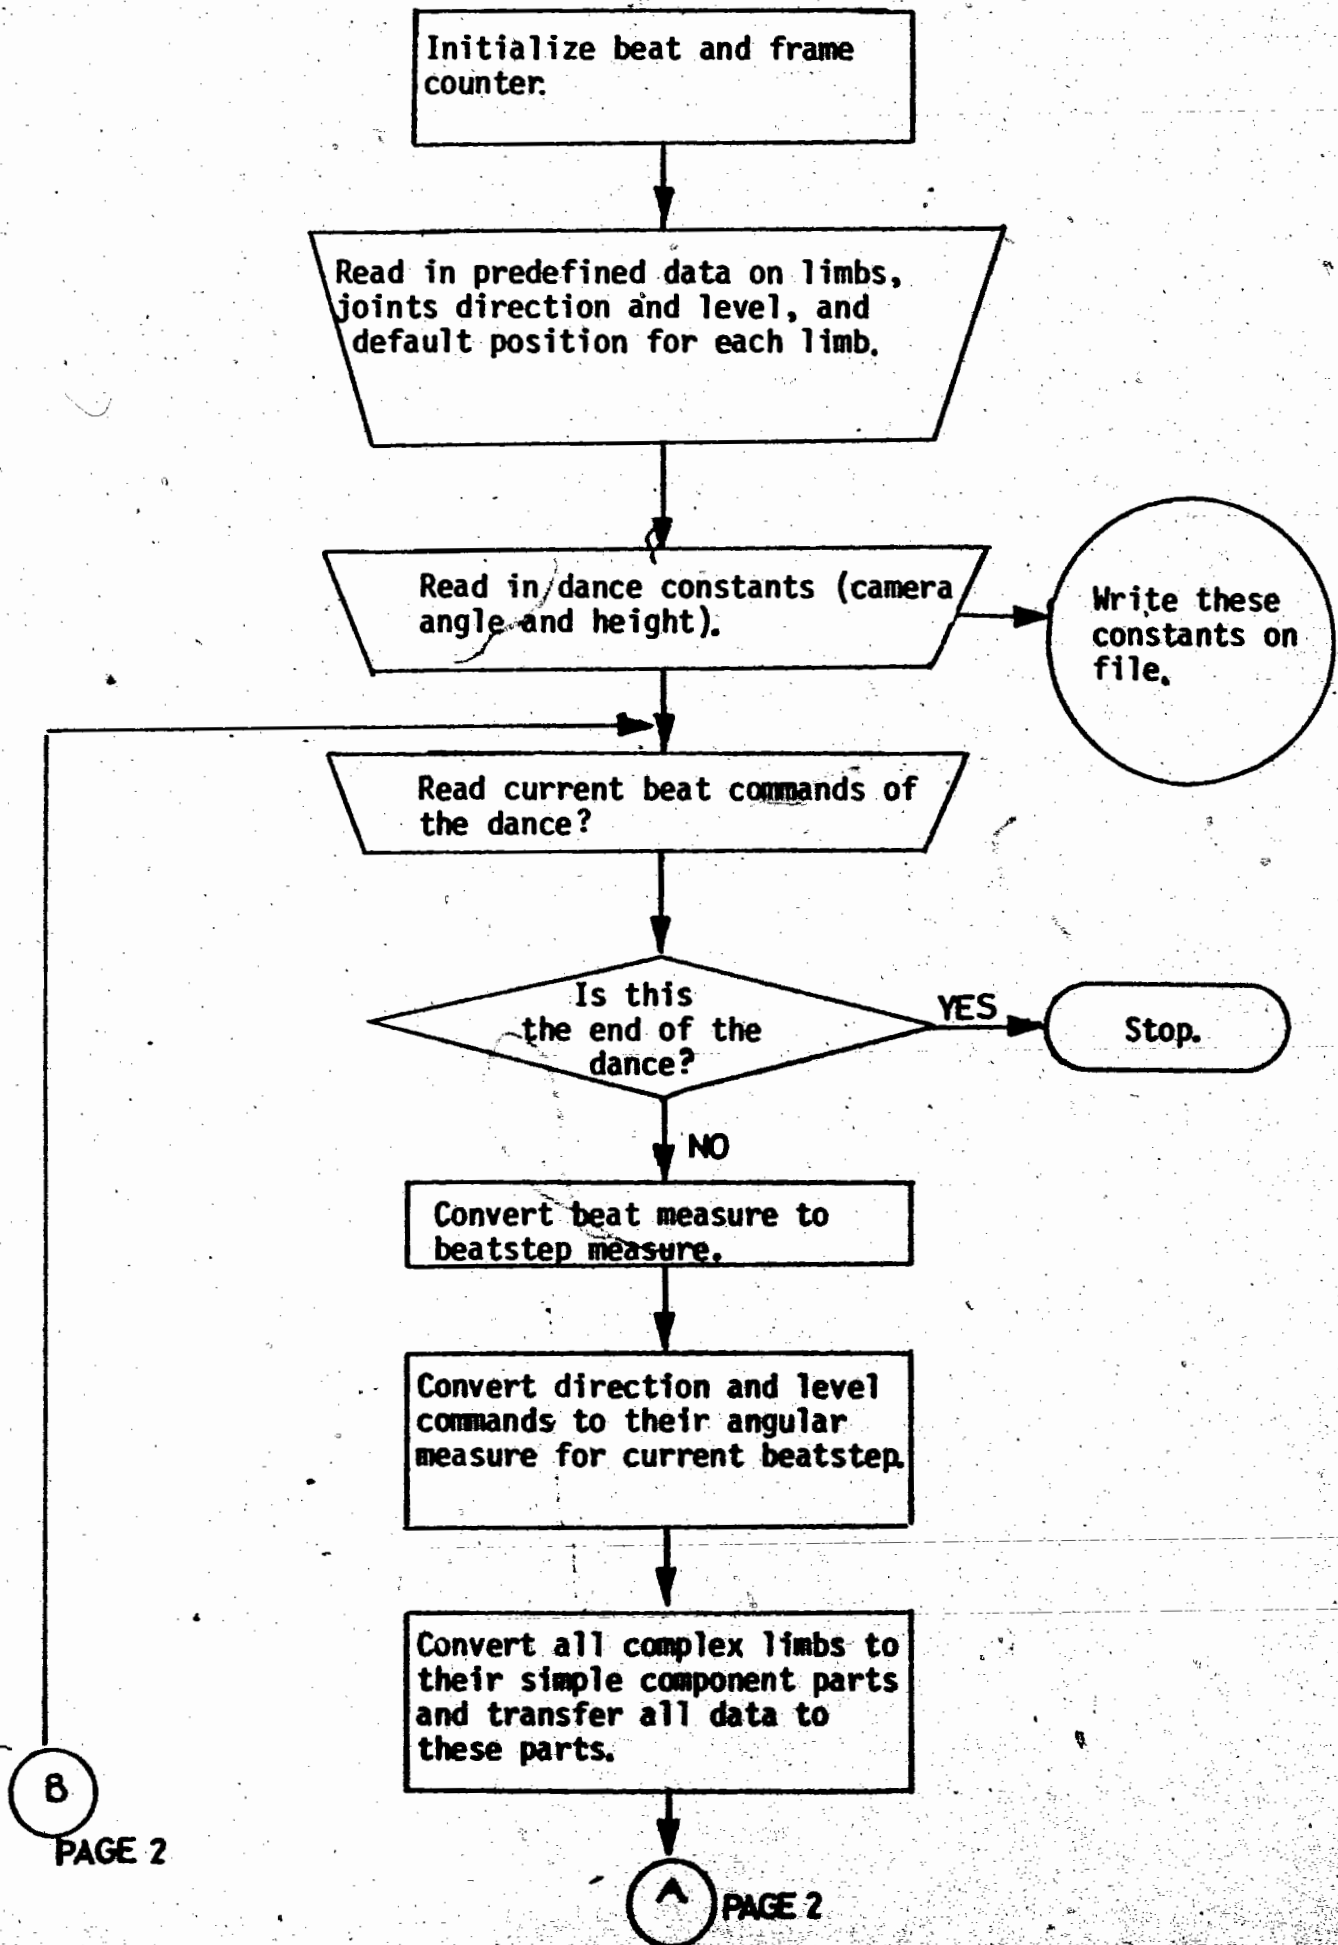 Initialize beat and frame
counter.
Read in predefined data on limbs,
joints direction and level, and
default position for each limb.
Read in dance constants (camera
angle and height).
Write these
constants on
file.
Read current beat commands of
the dance?
Is this
the end of the
dance?
YES
Stop.
NO
Convert beat measure to
beatstep measure.
Convert direction and level
commands to their angular
measure for current beatstep.
Convert all complex limbs to
their simple component parts
and transfer all data to
these parts.
B
PAGE 2
A
PAGE 2